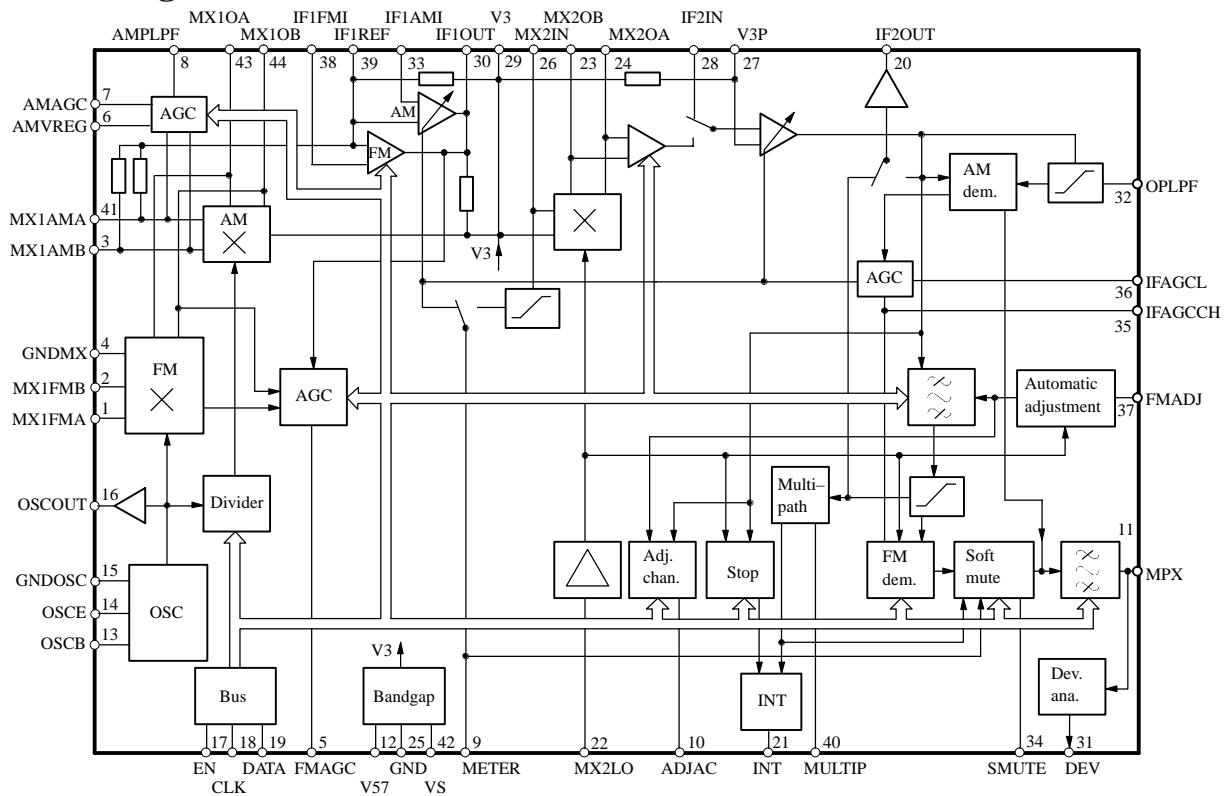 MX1OA IF1FMI IF1AMI V3 MX2OB IF2IN
AMPLPF MX1OB IF1REF IF1OUT MX2IN MX2OA V3P IF2OUT
8 43 44 38 39 33 30 29 26 23 24 28 27 20
7
AMAGC
6
AMVREG
AGC
AM
FM
AM dem.
32
OPLPF
41
MX1AMA
3
MX1AMB
AM
V3
AGC
36
IFAGCL
35
IFAGCCH
4
GNDMX
2
MX1FMB
1
MX1FMA
FM
AGC
Automatic
adjustment
37
FMADJ
16
OSCOUT
Divider
Multi–
path
11
MPX
15
GNDOSC
14
OSCE
13
OSCB
OSC
Adj.
chan.
Stop
FM
dem.
Soft
mute
V3
Bus
Bandgap
INT
Dev.
ana.
17 18 19 5 12 25 42 9 22 10 21 40 34 31
EN DATA FMAGC GND METER MX2LO ADJAC INT MULTIP SMUTE DEV
CLK V57 VS